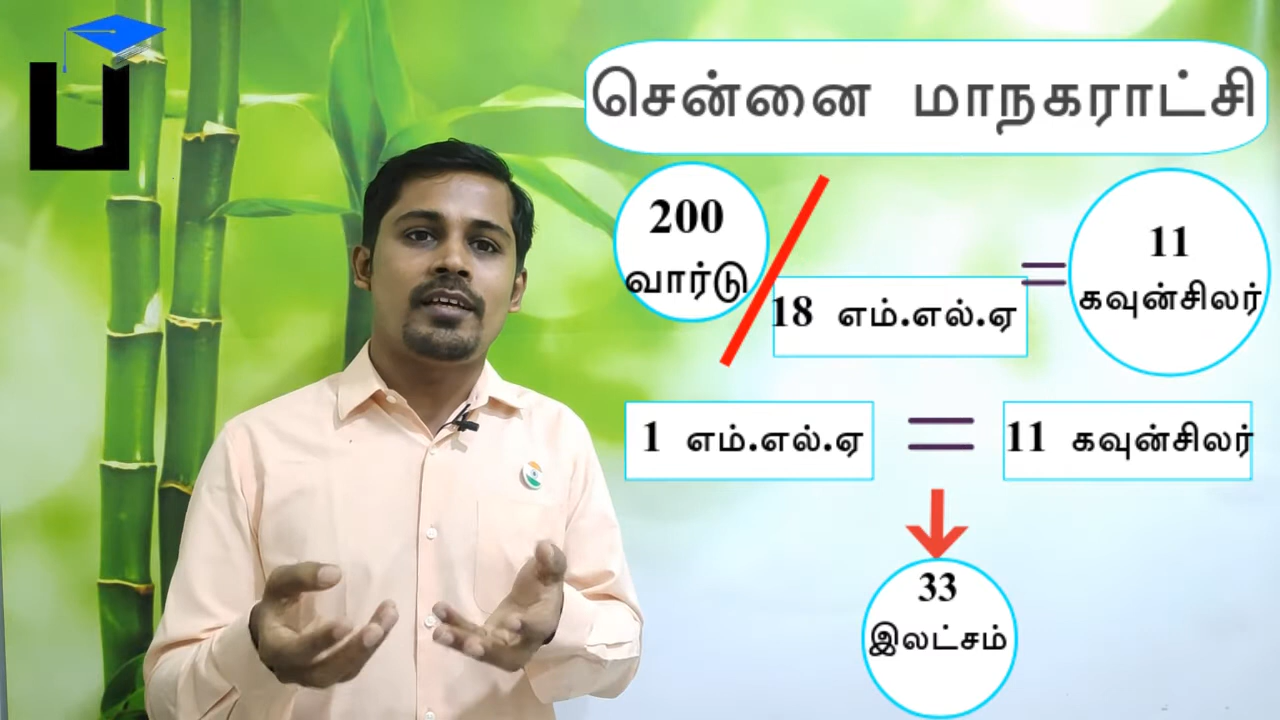 சென்னை மாநகராட்சி
200
வார்டு
18 எம்.எல்.ஏ
=
11
கவுன்சிலர்
1 எம்.எல்.ஏ = 11 கவுன்சிலர்
33
இலட்சம்